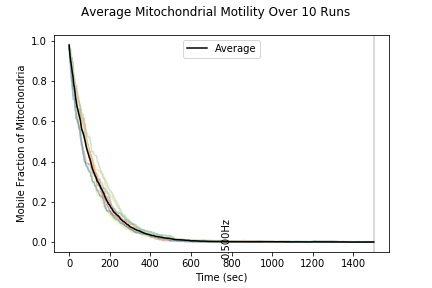 Average Mitochondrial Motility Over 10 Runs
Average
Mobile Fraction of Mitochondria
1.0
0.8
0.6
0.4
0.2
0.0
0.500Hz
0
200
400
600
800
1000
1200
1400
Time (sec)